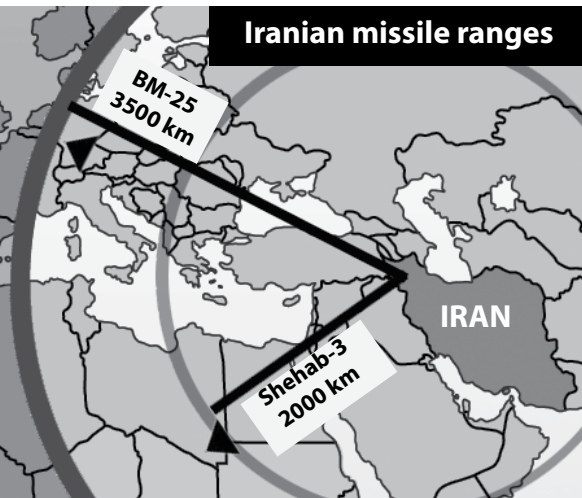 Iranian missile ranges
BM-25
3500 km
IRAN
Shehab-3
2000 km